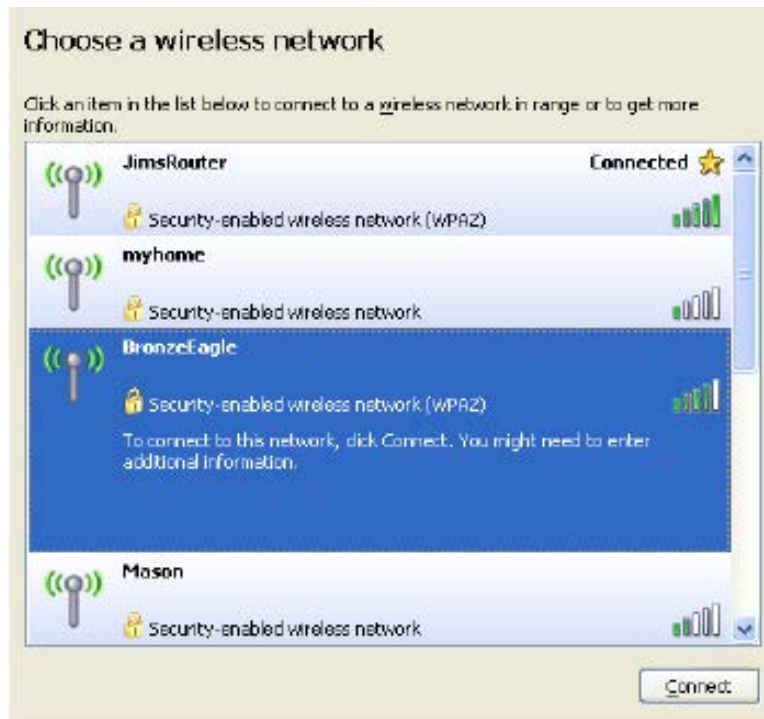 Choose a wireless network
Click an item in the list below to connect to a wireless network in range or to get more
information.
JimsRouter Connected
Security-enabled wireless network (WPA2)
myhome
Security-enabled wireless network
BronzeEagle
Security-enabled wireless network (WPA2)
To connect to this network, click Connect. You might need to enter
additional information.
Mason
Security-enabled wireless network
Connect